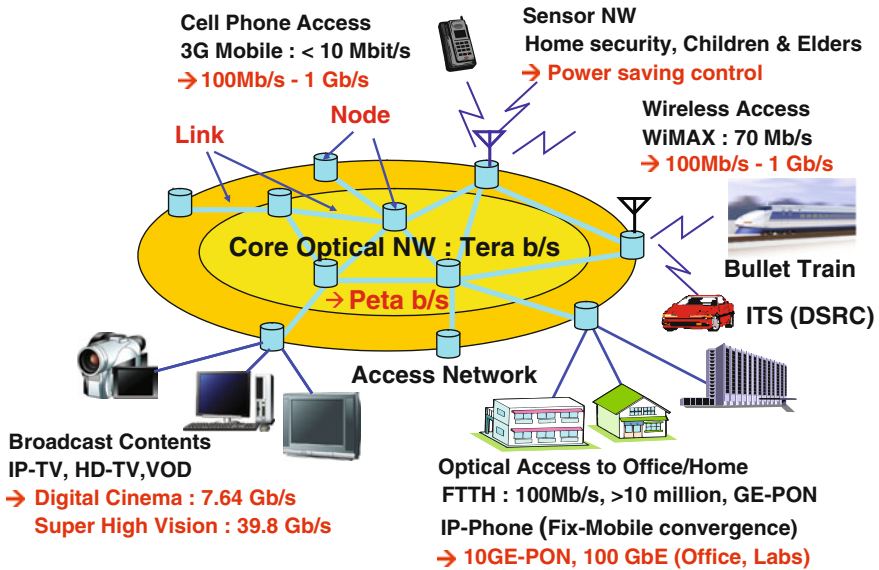 Cell Phone Access
3G Mobile : < 10 Mbit/s
→ 100Mb/s - 1 Gb/s
Sensor NW
Home security, Children & Elders
→ Power saving control
Wireless Access
WiMAX : 70 Mb/s
→ 100Mb/s - 1 Gb/s
Node
Link
Core Optical NW : Tera b/s
→ Peta b/s
Bullet Train
ITS (DSRC)
Access Network
Broadcast Contents
IP-TV, HD-TV,VOD
→ Digital Cinema : 7.64 Gb/s
Super High Vision : 39.8 Gb/s
Optical Access to Office/Home
FTTH : 100Mb/s, >10 million, GE-PON
IP-Phone (Fix-Mobile convergence)
→ 10GE-PON, 100 GbE (Office, Labs)